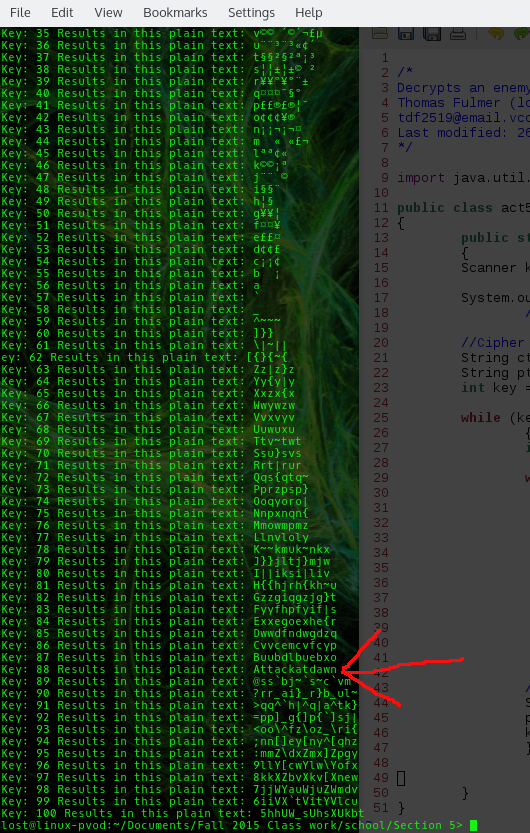 File Edit View Bookmarks Settings Help
Key: 35 Results in this plain text:
Key: 36 Results in this plain text:
Key: 37 Results in this plain text:
Key: 38 Results in this plain text:
Key: 39 Results in this plain text:
Key: 40 Results in this plain text:
Key: 41 Results in this plain text:
Key: 42 Results in this plain text:
Key: 43 Results in this plain text:
Key: 44 Results in this plain text:
Key: 45 Results in this plain text:
Key: 46 Results in this plain text:
Key: 47 Results in this plain text:
Key: 48 Results in this plain text: i§§¨
Key: 49 Results in this plain text: h¦¦§
Key: 50 Results in this plain text: g¥¥¦
Key: 51 Results in this plain text: f¤¤¥
Key: 52 Results in this plain text: e££¤
Key: 53 Results in this plain text: d¢¢£
Key: 54 Results in this plain text: c¡¡¢
Key: 55 Results in this plain text: b ¡
Key: 56 Results in this plain text: a
Key: 57 Results in this plain text: `
Key: 58 Results in this plain text: _
Key: 59 Results in this plain text: ^~~~
Key: 60 Results in this plain text: ]}}
Key: 61 Results in this plain text: \|~||
ey: 62 Results in this plain text: [{}{~{
Key: 63 Results in this plain text: Zz|z}z
Key: 64 Results in this plain text: Yy{y|y
Key: 65 Results in this plain text: Xxzx{x
Key: 66 Results in this plain text: Wwywzw
Key: 67 Results in this plain text: Vvxvyv
Key: 68 Results in this plain text: Uuwuxu
Key: 69 Results in this plain text: Ttv~twt
Key: 70 Results in this plain text: Ssu}svs
Key: 71 Results in this plain text: Rrt|rur
Key: 72 Results in this plain text: Qqs{qtq~
Key: 73 Results in this plain text: Pprzpsp}
Key: 74 Results in this plain text: Ooqyoro|
Key: 75 Results in this plain text: Nnpxnqn{
Key: 76 Results in this plain text: Mmowmpmz
Key: 77 Results in this plain text: Llnvloly
Key: 78 Results in this plain text: K~~kmuk~nkx
Key: 79 Results in this plain text: J}}jltj}mjw
Key: 80 Results in this plain text: I||iksi|liv
Key: 81 Results in this plain text: H{{hjrh{kh~u
Key: 82 Results in this plain text: Gzzgiqgzjg}t
Key: 83 Results in this plain text: Fyyfhpfyif|s
Key: 84 Results in this plain text: Exxegoexhe{r
Key: 85 Results in this plain text: Dwwdfndwgdzq
Key: 86 Results in this plain text: Cvvcemcvfcyp
Key: 87 Results in this plain text: Buubdlbuebxo
Key: 88 Results in this plain text: Attackatdawn
Key: 89 Results in this plain text: @ss`bj~`s~c`vm
Key: 90 Results in this plain text: ?rr_ai}_r}b_ul~
Key: 91 Results in this plain text: >qq^`h|^q|a^tk}
Key: 92 Results in this plain text: =pp]_g{]p{`]sj|
Key: 93 Results in this plain text: <oo\^fz\oz_\ri{
Key: 94 Results in this plain text: ;nn[]ey[ny^[qhz
Key: 95 Results in this plain text: :mmZ\dxZmx]Zpgy
Key: 96 Results in this plain text: 9llY[cwYlw\Yofx
Key: 97 Results in this plain text: 8kkXZbvXkv[Xnew
Key: 98 Results in this plain text: 7jjWYauWjuZWmdv
Key: 99 Results in this plain text: 6iiVX`tVitYVlcu
Key: 100 Results in this plain text: 5hhUW_sUhsXUkbt
lost@linux-pvod:~/Documents/Fall 2015 Class work/school/Section 5>
1
2 /*
3 Decrypts an enemy
4 Thomas Fulmer (lo
5 tdf2519@email.vcc
6 Last modified: 26
7 */
8
9 import java.util.
10
11 public class act5
12 {
13 public st
14 {
15 Scanner k
16
17 System.ou
18 /
19
20 //Cipher
21 String ct
22 String pt
23 int key =
24
25 while (ke
26 {
27 i
28
29 w
30
31
32
33
34
35
36
37
38
39
40
41
42
43 /
44 S
45 p
46 k
47 }
48
49
50 }
51 }